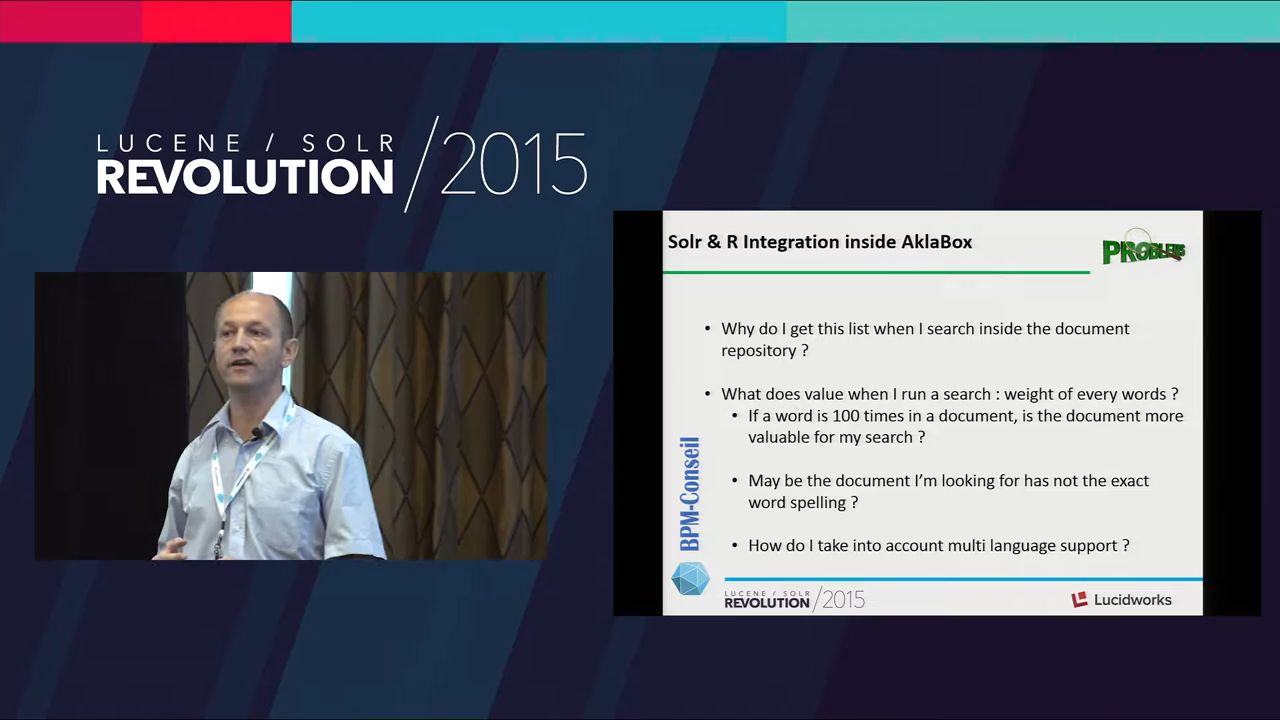 LUCENE / SOLR
REVOLUTION /2015
Solr & R Integration inside AklaBox
PROBLEMS
• Why do I get this list when I search inside the document
repository ?
• What does value when I run a search : weight of every words ?
• If a word is 100 times in a document, is the document more
valuable for my search ?
• May be the document I'm looking for has not the exact
word spelling ?
• How do I take into account multi language support ?
BPM-Conseil
LUCENE / SOLR
REVOLUTION /2015
Lucidworks